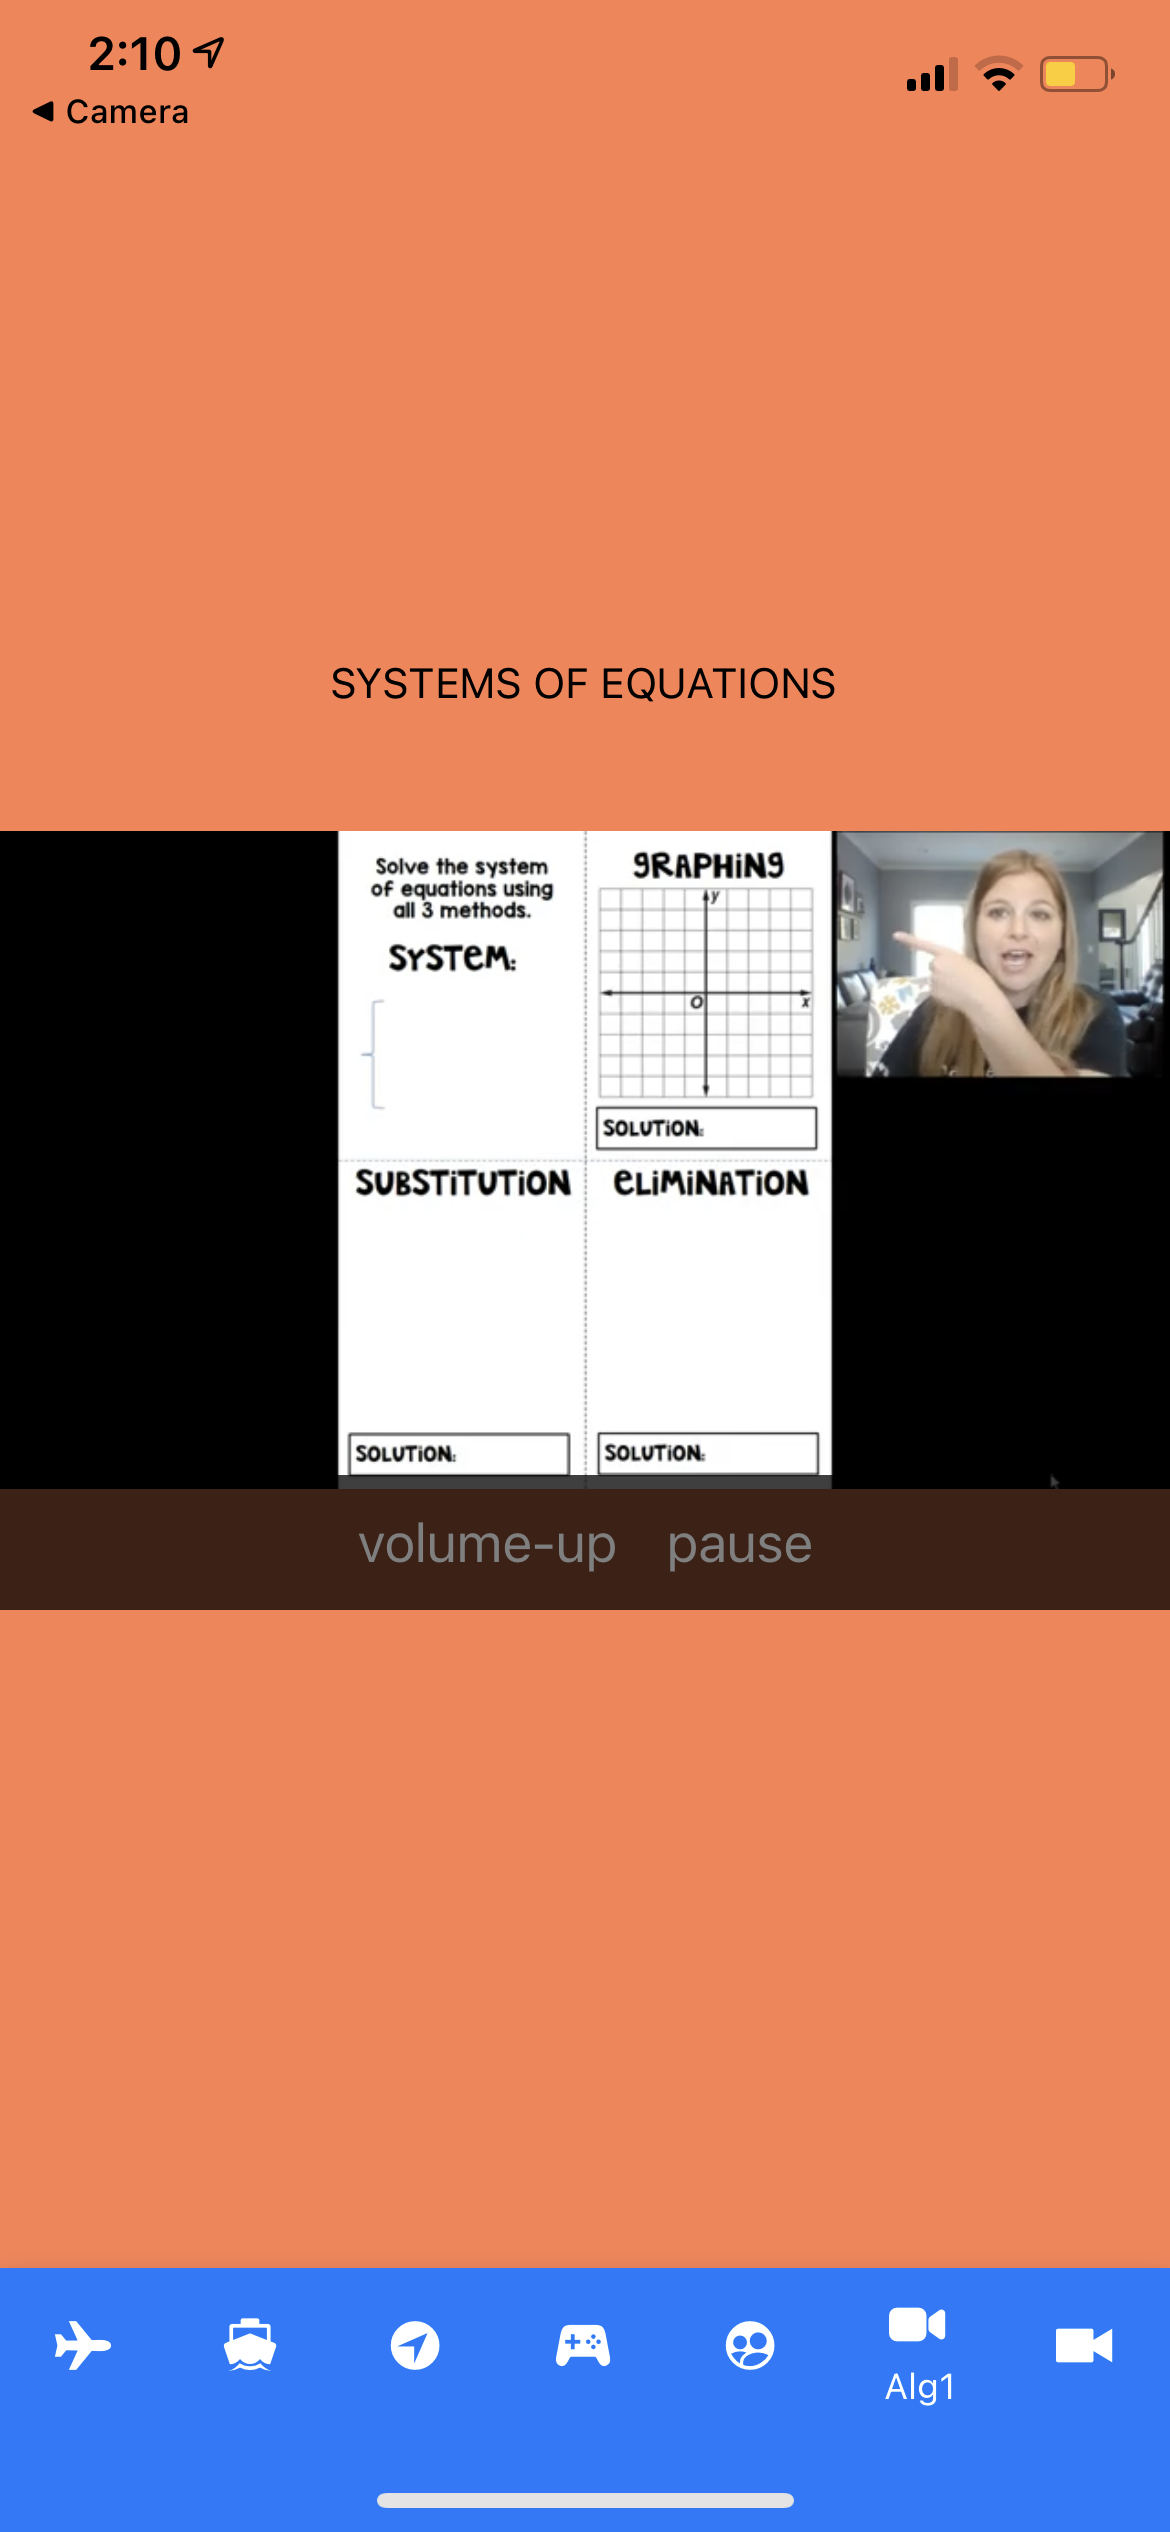 2:10
◀ Camera
SYSTEMS OF EQUATIONS
Solve the system
of equations using
all 3 methods.
SYSTEM:
GRAPHING
y
O
x
SOLUTION:
SUBSTITUTION
ELIMINATION
SOLUTION:
SOLUTION:
volume-up pause
Alg1